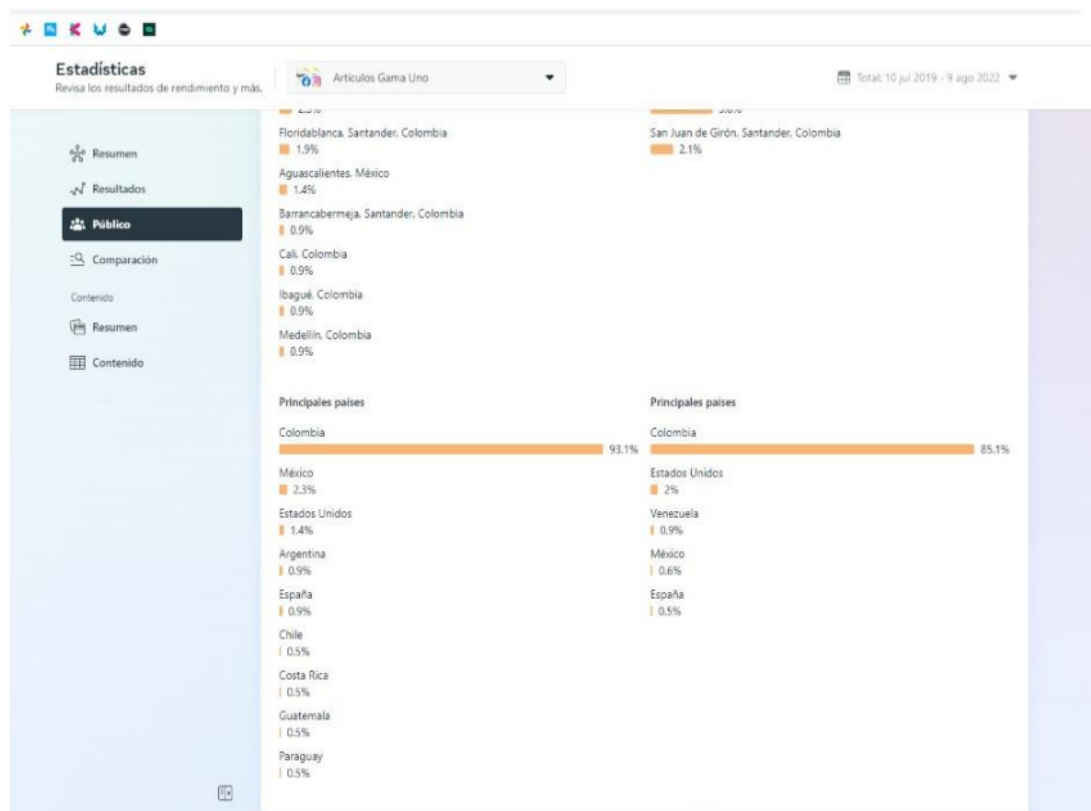 Estadísticas
Revisa los resultados de rendimiento y más.
Artículos Gama Uno
Total: 10 jul 2019 - 9 ago 2022
Resumen
Resultados
Público
Comparación
Contenido
Resumen
Contenido
Floridablanca, Santander, Colombia
1.9%
Aguascalientes, México
1.4%
Barrancabermeja, Santander, Colombia
0.9%
Cali, Colombia
0.9%
Ibagué, Colombia
0.9%
Medellín, Colombia
0.9%
San Juan de Girón, Santander, Colombia
2.1%
Principales países
Colombia
93.1%
México
2.3%
Estados Unidos
1.4%
Argentina
0.9%
España
0.9%
Chile
0.5%
Costa Rica
0.5%
Guatemala
0.5%
Paraguay
0.5%
Principales países
Colombia
85.1%
Estados Unidos
2%
Venezuela
0.9%
México
0.6%
España
0.5%